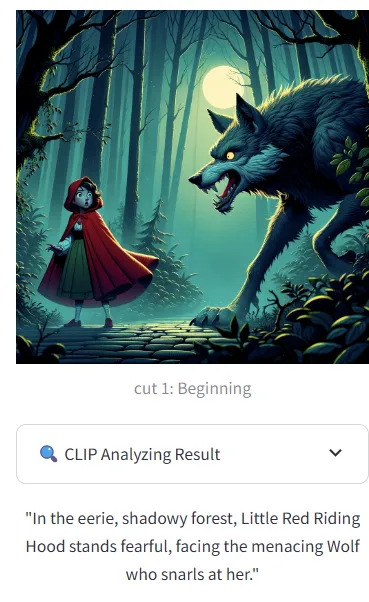 cut 1: Beginning
CLIP Analyzing Result
"In the eerie, shadowy forest, Little Red Riding
Hood stands fearful, facing the menacing Wolf
who snarls at her."